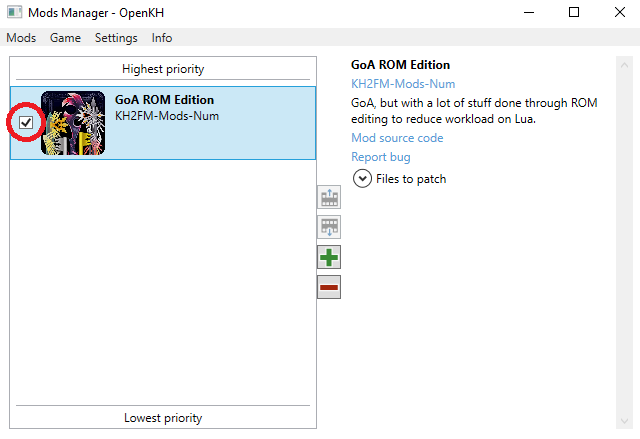 Mods Manager - OpenKH
Mods Game Settings Info
Highest priority
GoA ROM Edition
KH2FM-Mods-Num
Lowest priority
GoA ROM Edition
KH2FM-Mods-Num
GoA, but with a lot of stuff done through ROM
editing to reduce workload on Lua.
Mod source code
Report bug
Files to patch